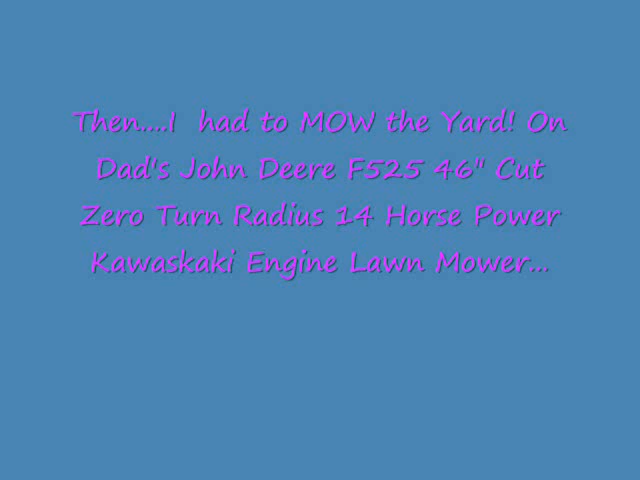 Then....I  had to MOW the Yard! On
Dad's John Deere F525 46" Cut
Zero Turn Radius 14 Horse Power
Kawaskaki Engine Lawn Mower...